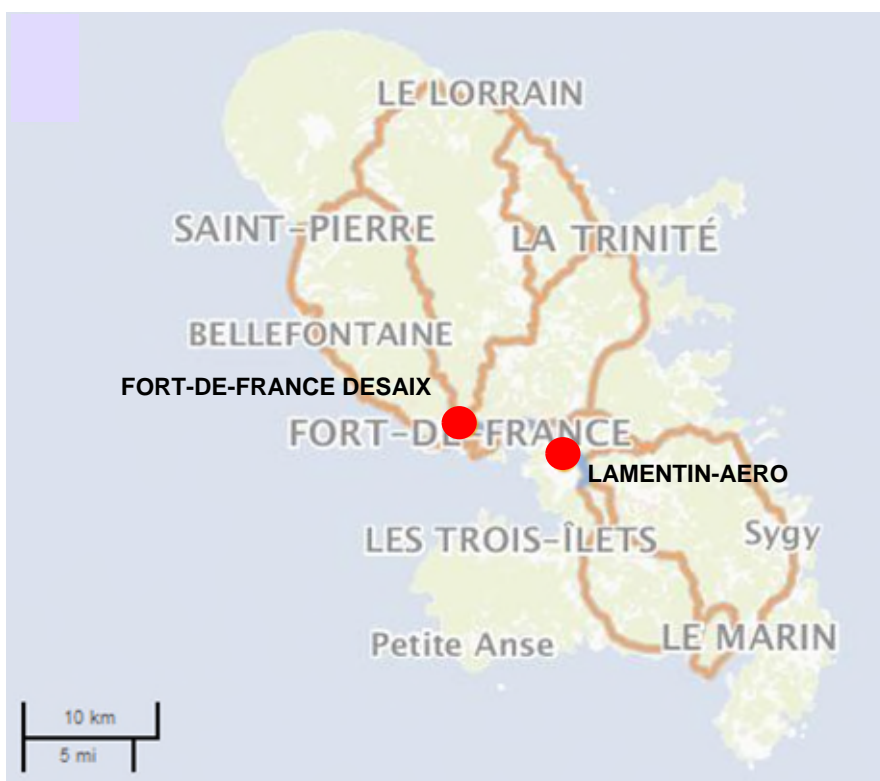 LE LORRAIN
SAINT-PIERRE
LA TRINITÉ
BELLEFONTAINE
FORT-DE-FRANCE DESAIX
FORT-DE-FRANCE
LAMENTIN-AERO
LES TROIS-ÎLETS
Sygy
Petite Anse
LE MARIN
10 km
5 mi